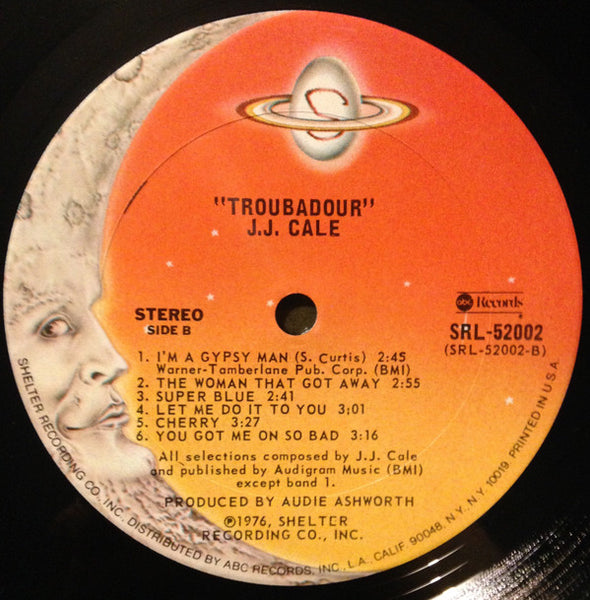 "TROUBADOUR"
J.J. CALE
abc Records
STEREO
SIDE B
SRL-52002
(SRL-52002-B)
1. I'M A GYPSY MAN (S. Curtis) 2:45
Warner-Tamberlane Pub. Corp. (BMI)
2. THE WOMAN THAT GOT AWAY 2:55
3. SUPER BLUE 2:41
4. LET ME DO IT TO YOU 3;01
5. CHERRY 3:27
6. YOU GOT ME ON SO BAD 3:16
All selections composed by J.J. Cale
and published by Audigram Music (BMI)
except band 1.
PRODUCED BY AUDIE ASHWORTH
℗1976, SHELTER
RECORDING CO., INC.
SHELTER RECORDING CO., INC. DISTRIBUTED BY ABC RECORDS, INC., L.A., CALIF. 90048, N.Y., N.Y. 10019 PRINTED IN U.S.A.